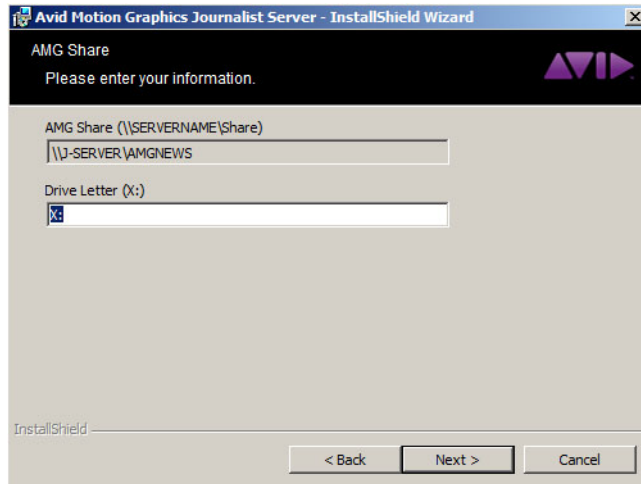 Avid Motion Graphics Journalist Server - InstallShield Wizard
AMG Share
Please enter your information.
AVID
AMG Share (\\SERVERNAME\Share)
\\J-SERVER\AMGNEWS
Drive Letter (X:)
X:
InstallShield
< Back Next > Cancel